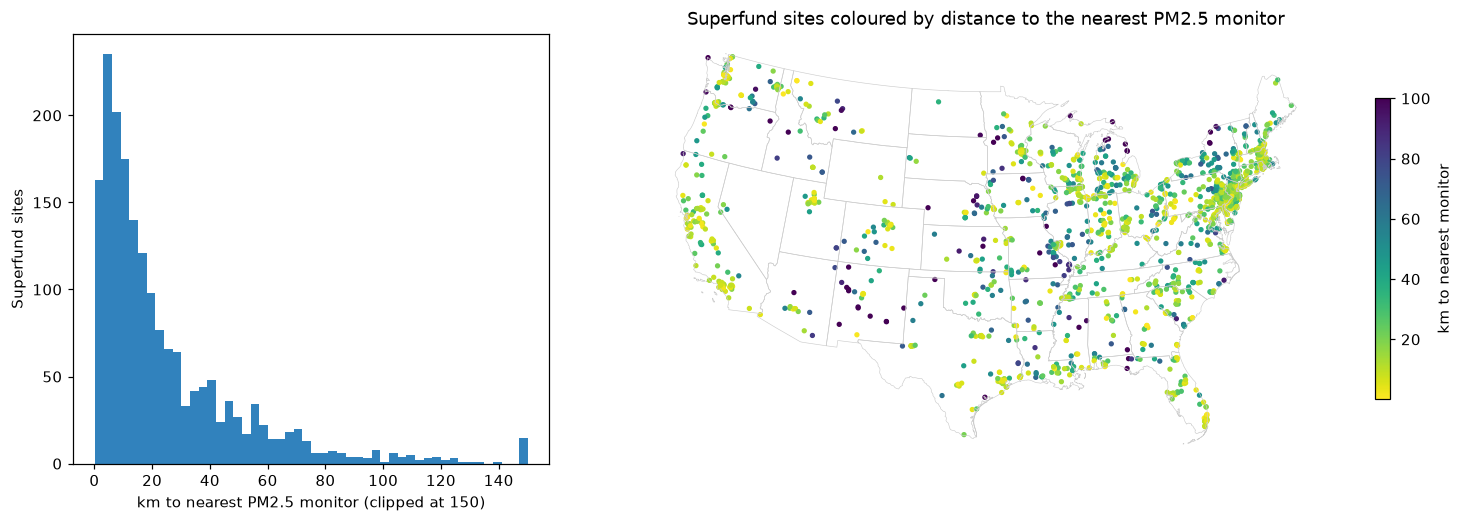 Superfund sites coloured by distance to the nearest PM2.5 monitor
Superfund sites
200
150
100
50
0
0 20 40 60 80 100 120 140
km to nearest PM2.5 monitor (clipped at 150)
100
80
60
40
20
km to nearest monitor